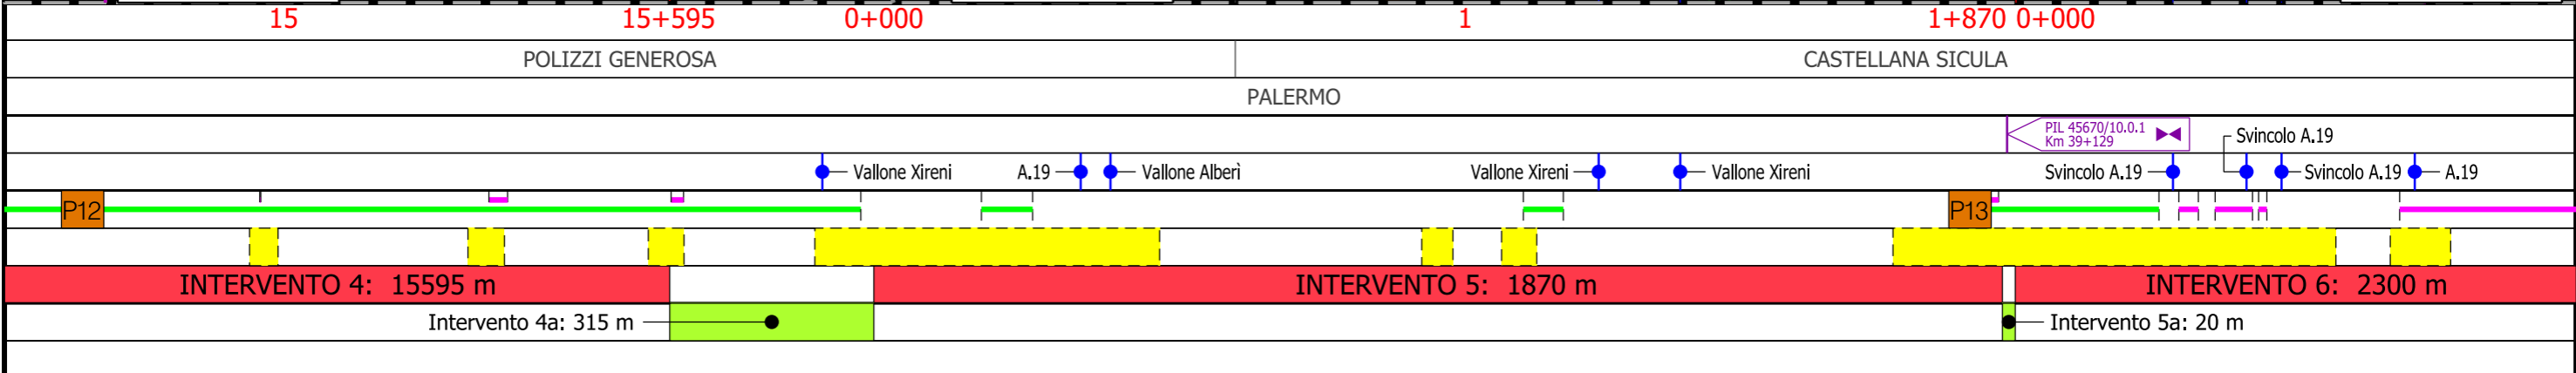 15 15+595 0+000 1 1+870 0+000
POLIZZI GENEROSA CASTELLANA SICULA
PALERMO
PIL 45670/10.0.1
Km 39+129
Svincolo A.19
Vallone Xireni A.19 Vallone Alberì Vallone Xireni Vallone Xireni Svincolo A.19 Svincolo A.19 A.19
P12 P13
INTERVENTO 4: 15595 m INTERVENTO 5: 1870 m INTERVENTO 6: 2300 m
Intervento 4a: 315 m Intervento 5a: 20 m